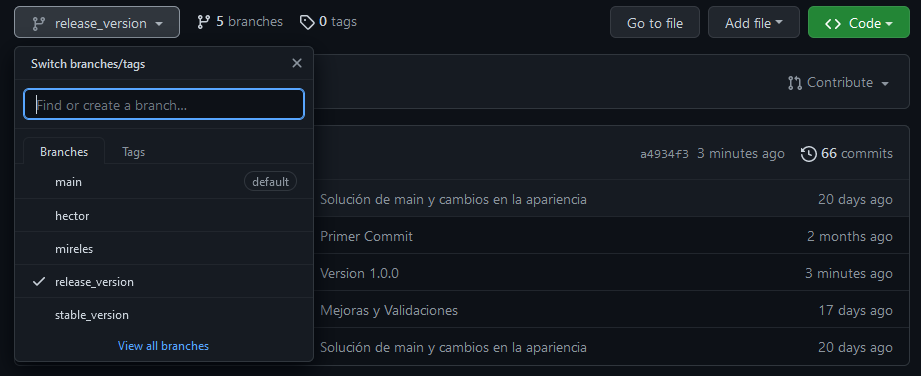 release_version 5 branches 0 tags Go to file Add file Code
Switch branches/tags
Contribute
Find or create a branch...
Branches Tags
a4934f3 3 minutes ago 66 commits
main default
Solución de main y cambios en la apariencia 20 days ago
hector
Primer Commit 2 months ago
mireles
Version 1.0.0 3 minutes ago
release_version
Mejoras y Validaciones 17 days ago
stable_version
View all branches
Solución de main y cambios en la apariencia 20 days ago